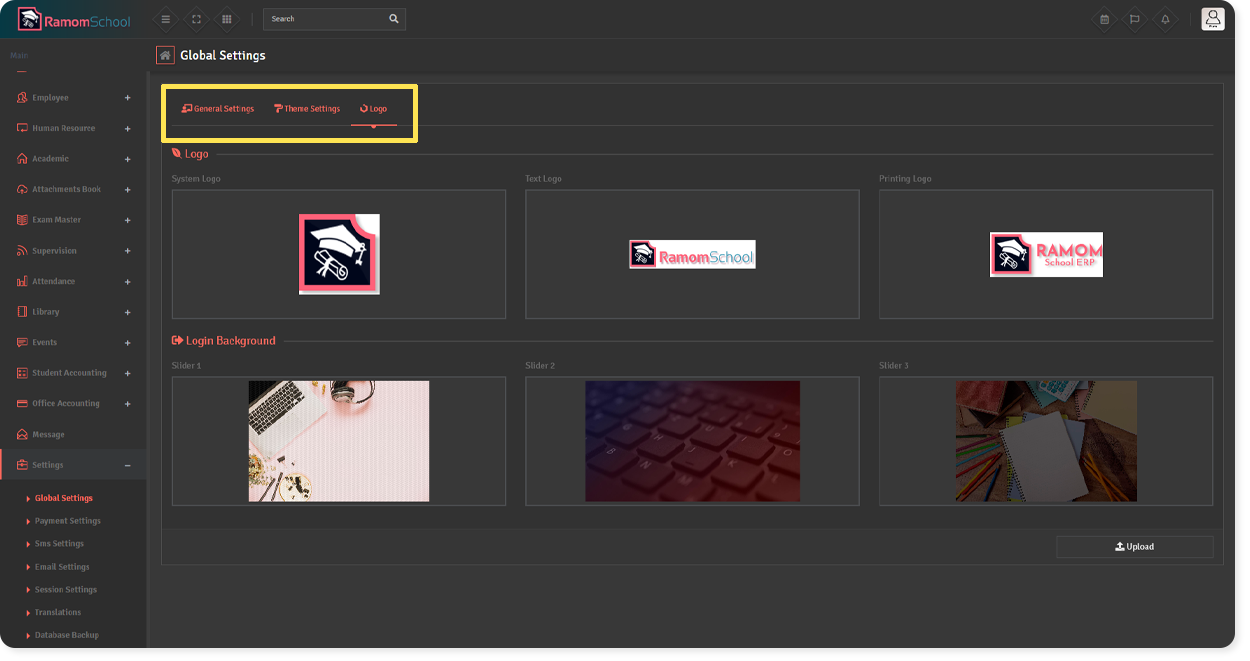 RamomSchool
Search
Main
Global Settings
Employee
Human Resource
Academic
Attachments Book
Exam Master
Supervision
Attendance
Library
Events
Student Accounting
Office Accounting
Message
Settings
Global Settings
Payment Settings
Sms Settings
Email Settings
Session Settings
Translations
Database Backup
General Settings
Theme Settings
Logo
Logo
System Logo
Text Logo
Printing Logo
RamomSchool
RAMOM
School ERP
Login Background
Slider 1
Slider 2
Slider 3
Upload